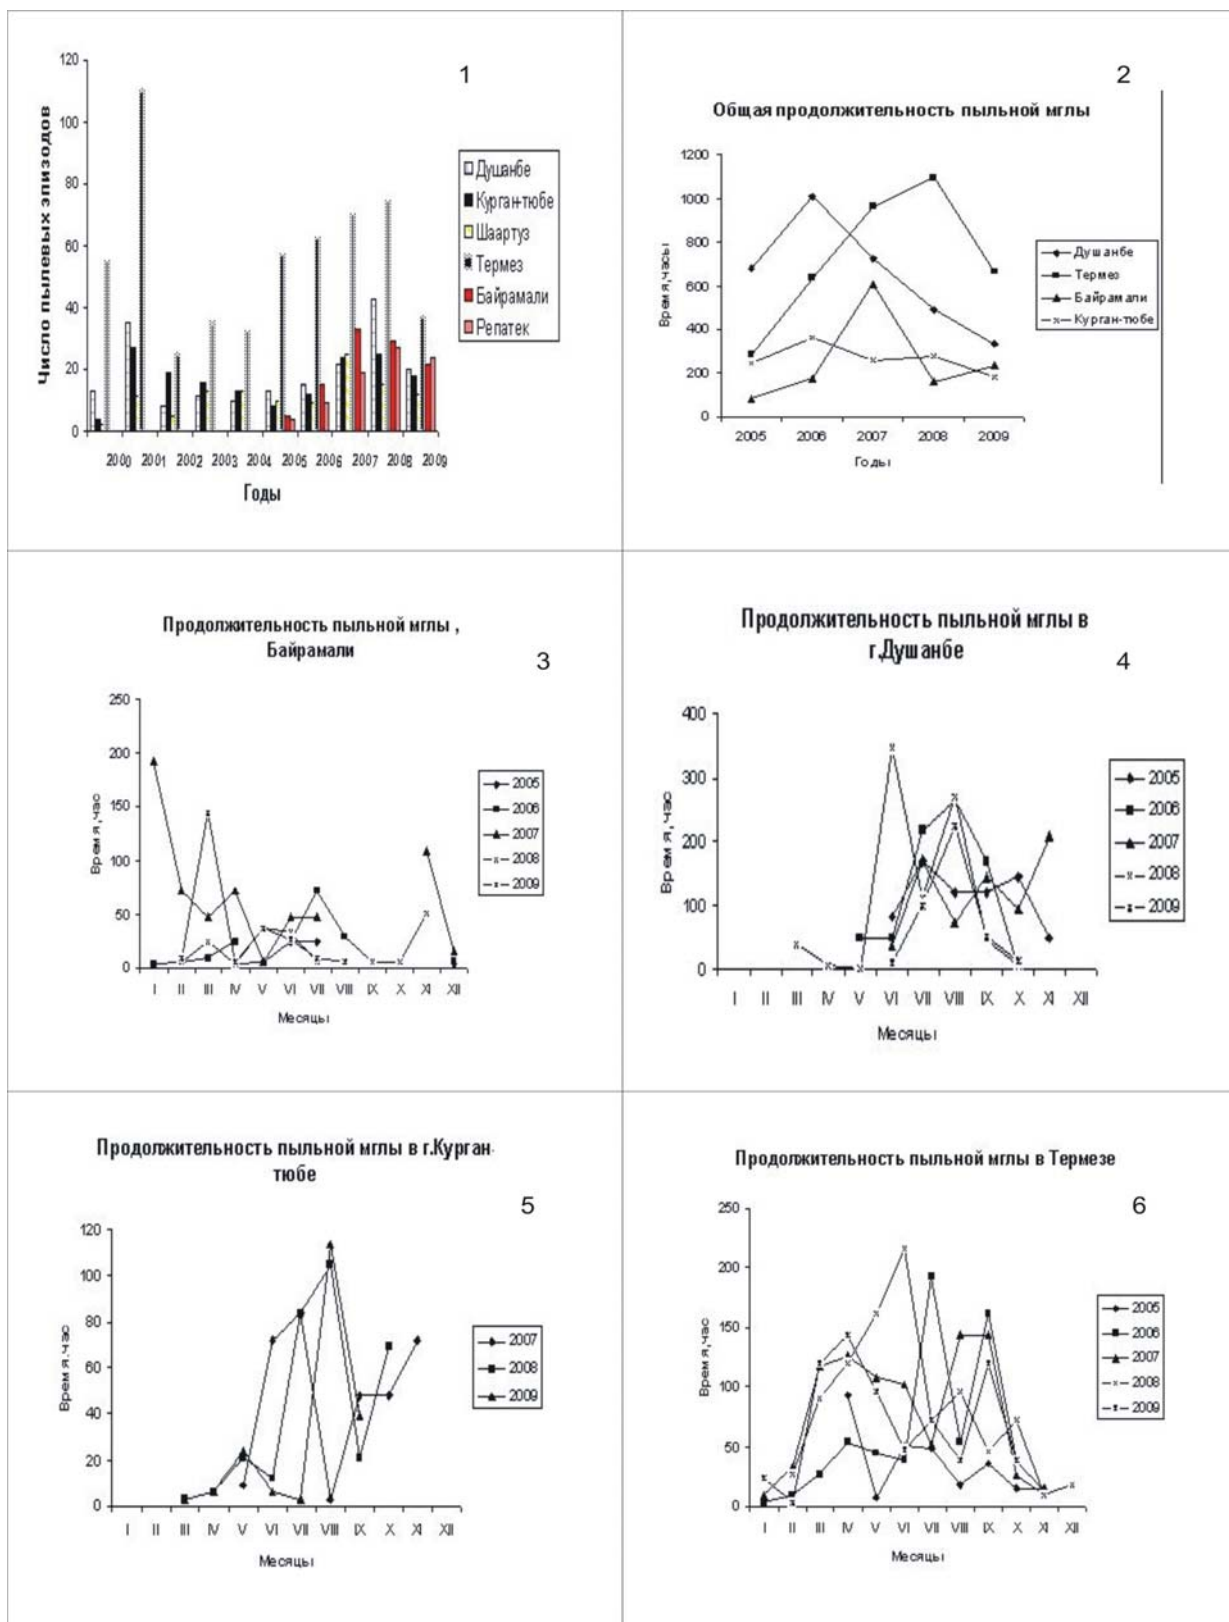 1
Число пылевых эпизодов
120
100
80
60
40
20
0
2000 2001 2002 2003 2004 2005 2006 2007 2008 2009
Годы
Душанбе
Курган-тюбе
Шаартуз
Термез
Байрамали
Репатек
2
Общая продолжительность пыльной мглы
Время,часы
1200
1000
800
600
400
200
0
2005 2006 2007 2008 2009
Годы
Душанбе
Термез
Байрамали
Курган-тюбе
Продолжительность пыльной мглы ,
Байрамали
3
Время,час
250
200
150
100
50
0
I II III IV V VI VII VIII IX X XI XII
Месяцы
2005
2006
2007
2008
2009
Продолжительность пыльной мглы в
г.Душанбе
4
Время,час
400
300
200
100
0
I II III IV V VI VII VIII IX X XI XII
Месяцы
2005
2006
2007
2008
2009
Продолжительность пыльной мглы в г.Курган-
тюбе
5
Время.час
120
100
80
60
40
20
0
I II III IV V VI VII VIII IX X XI XII
Месяцы
2007
2008
2009
Продолжительность пыльной мглы в Термезе
6
Время,час
250
200
150
100
50
0
I II III IV V VI VII VIII IX X XI XII
Месяцы
2005
2006
2007
2008
2009